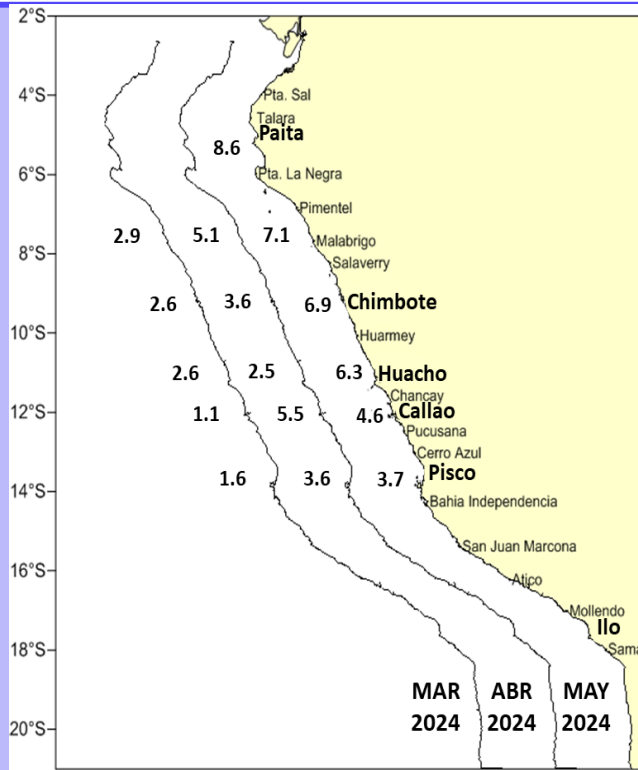 2°S
4°S
Pta. Sal
Talara
Paita
8.6
6°S
Pta. La Negra
Pimentel
2.9 5.1 7.1
Malabrigo
8°S
Salaverry
2.6 3.6 6.9 Chimbote
10°S
Huarmey
2.6 2.5 6.3 Huacho
Chancay
12°S
1.1 5.5 4.6 Callao
Pucusana
Cerro Azul
1.6 3.6 3.7 Pisco
14°S
Bahia Independencia
San Juan Marcona
16°S
Atico
Mollendo
Ilo
18°S
Sama
MAR ABR MAY
2024 2024 2024
20°S